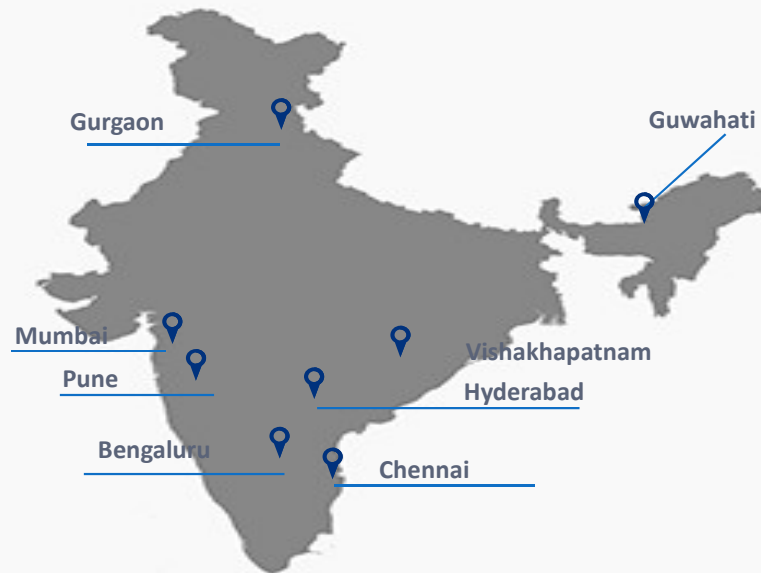 Gurgaon
Guwahati
Mumbai
Vishakhapatnam
Pune
Hyderabad
Bengaluru
Chennai